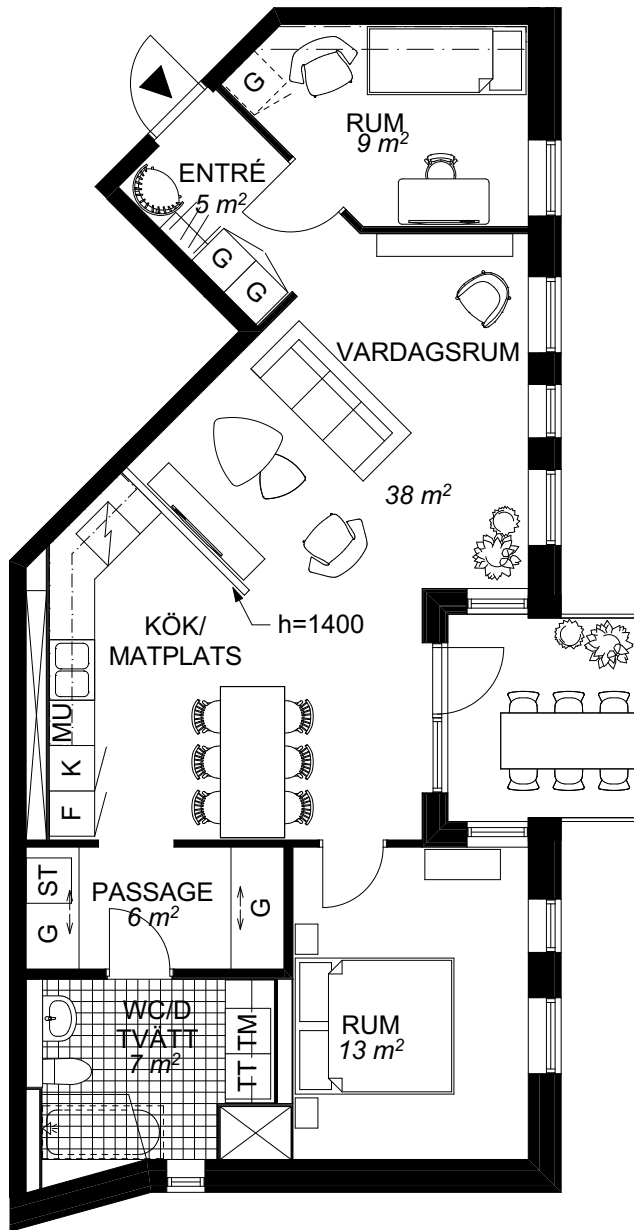 G
RUM
9 m²
ENTRÉ
5 m²
G
G
VARDAGSRUM
38 m²
h=1400
KÖK/
MATPLATS
MU
K
F
ST
G
PASSAGE
6 m²
G
WC/D
TVÄTT
7 m²
TM
TT
RUM
13 m²